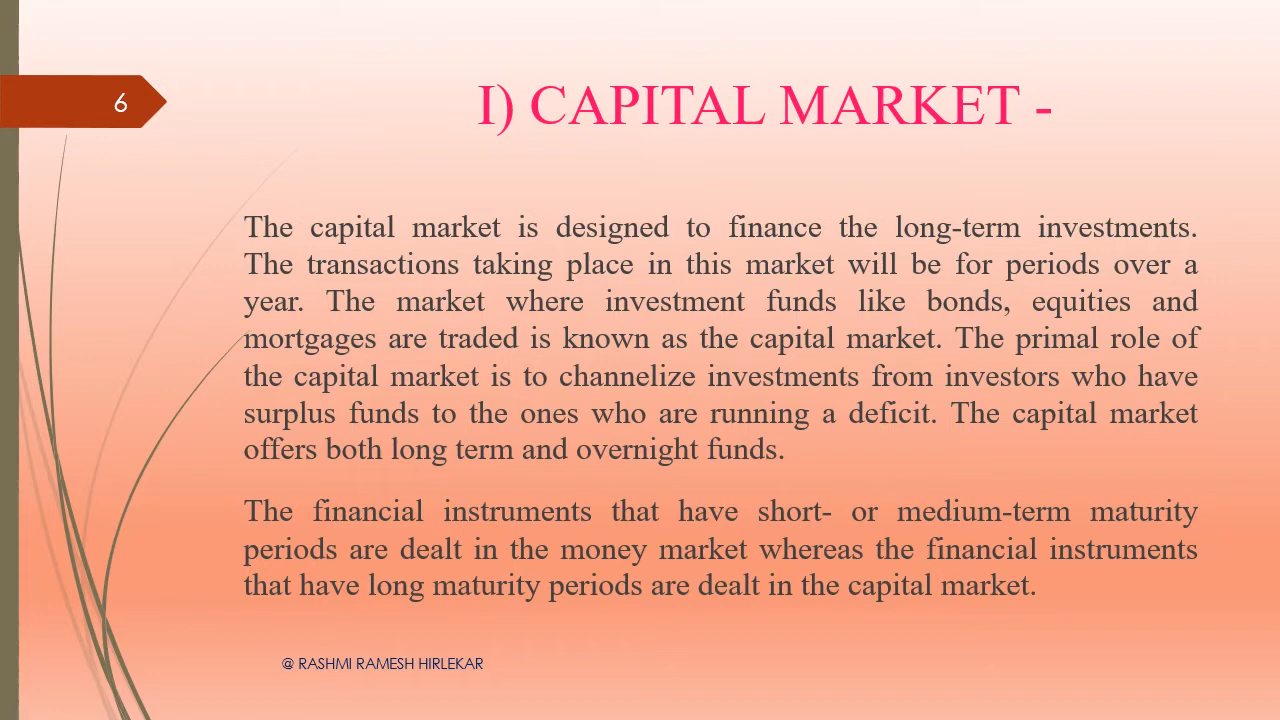 6
I) CAPITAL MARKET -
The capital market is designed to finance the long-term investments.
The transactions taking place in this market will be for periods over a
year. The market where investment funds like bonds, equities and
mortgages are traded is known as the capital market. The primal role of
the capital market is to channelize investments from investors who have
surplus funds to the ones who are running a deficit. The capital market
offers both long term and overnight funds.
The financial instruments that have short- or medium-term maturity
periods are dealt in the money market whereas the financial instruments
that have long maturity periods are dealt in the capital market.
@ RASHMI RAMESH HIRLEKAR